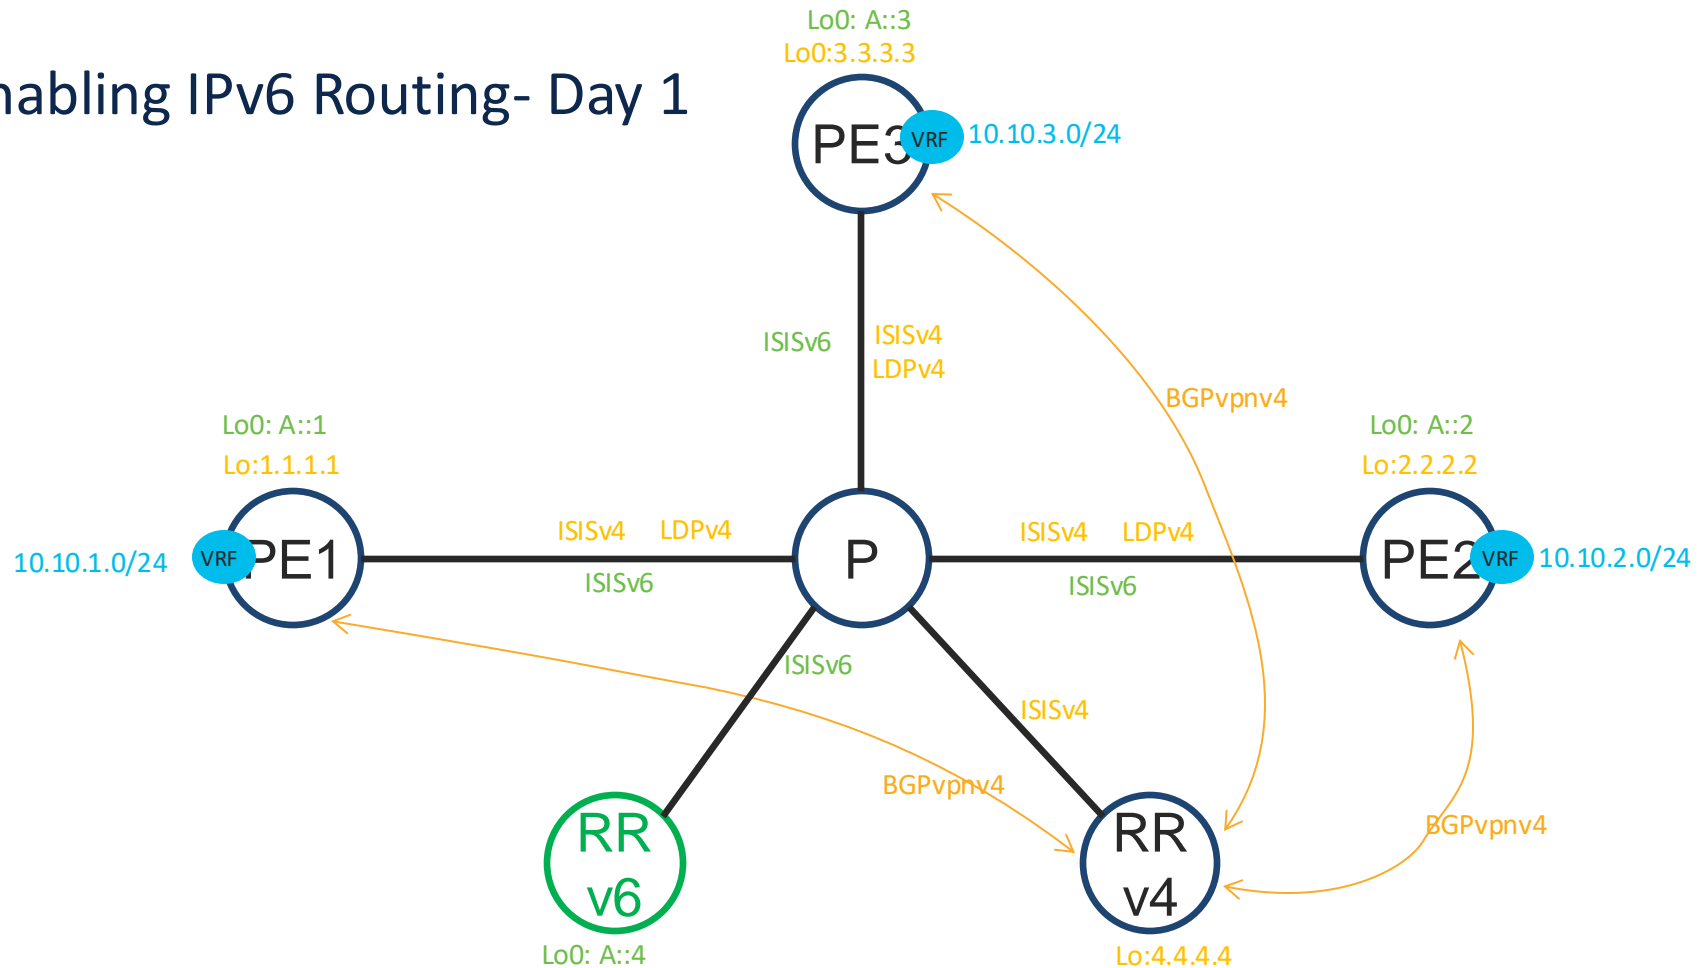 Lo0: A::3
Lo0:3.3.3.3
nabling IPv6 Routing- Day 1
PE3
VRF
10.10.3.0/24
ISISv6
ISISv4
LDPv4
BGPvpnv4
Lo0: A::1
Lo:1.1.1.1
Lo0: A::2
Lo:2.2.2.2
10.10.1.0/24
VRF
PE1
ISISv4 LDPv4
ISISv6
P
ISISv4 LDPv4
ISISv6
PE2
VRF
10.10.2.0/24
ISISv6
ISISv4
BGPvpnv4
BGPvpnv4
RR
v6
Lo0: A::4
RR
v4
Lo:4.4.4.4